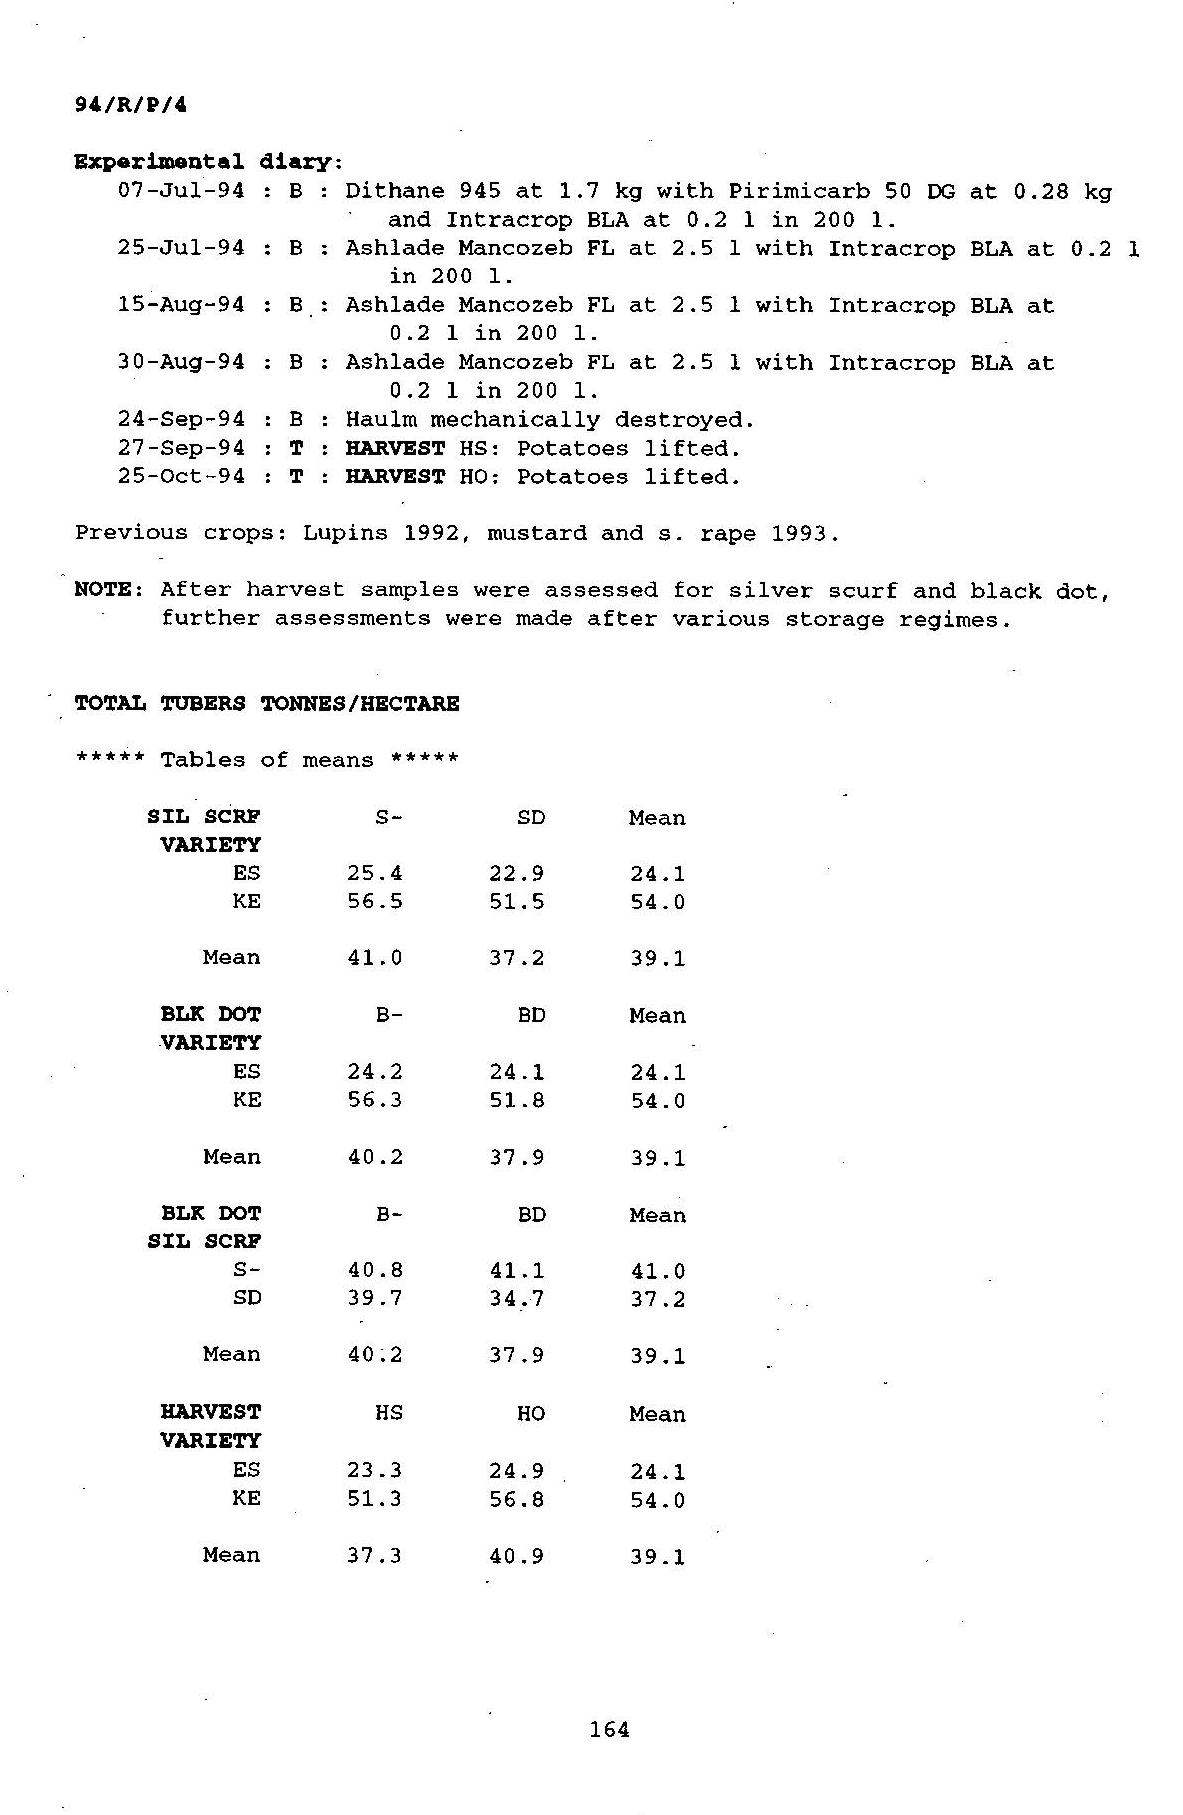 94/R/P/4
Experimental diary:
07-Jul-94 : B : Dithane 945 at 1.7 kg with Pirimicarb 50 DG at 0.28 kg
and Intracrop BLA at 0.2 l in 200 l.
25-Jul-94 : B : Ashlade Mancozeb FL at 2.5 l with Intracrop BLA at 0.2 l
in 200 l.
15-Aug-94 : B : Ashlade Mancozeb FL at 2.5 l with Intracrop BLA at
0.2 l in 200 l.
30-Aug-94 : B : Ashlade Mancozeb FL at 2.5 l with Intracrop BLA at
0.2 l in 200 l.
24-Sep-94 : B : Haulm mechanically destroyed.
27-Sep-94 : T : HARVEST HS: Potatoes lifted.
25-Oct-94 : T : HARVEST HO: Potatoes lifted.
Previous crops: Lupins 1992, mustard and s. rape 1993.
NOTE: After harvest samples were assessed for silver scurf and black dot,
further assessments were made after various storage regimes.
TOTAL TUBERS TONNES/HECTARE
***** Tables of means *****
SIL SCRF S- SD Mean
VARIETY
ES 25.4 22.9 24.1
KE 56.5 51.5 54.0
Mean 41.0 37.2 39.1
BLK DOT B- BD Mean
VARIETY
ES 24.2 24.1 24.1
KE 56.3 51.8 54.0
Mean 40.2 37.9 39.1
BLK DOT B- BD Mean
SIL SCRF
S- 40.8 41.1 41.0
SD 39.7 34.7 37.2
Mean 40.2 37.9 39.1
HARVEST HS HO Mean
VARIETY
ES 23.3 24.9 24.1
KE 51.3 56.8 54.0
Mean 37.3 40.9 39.1
164